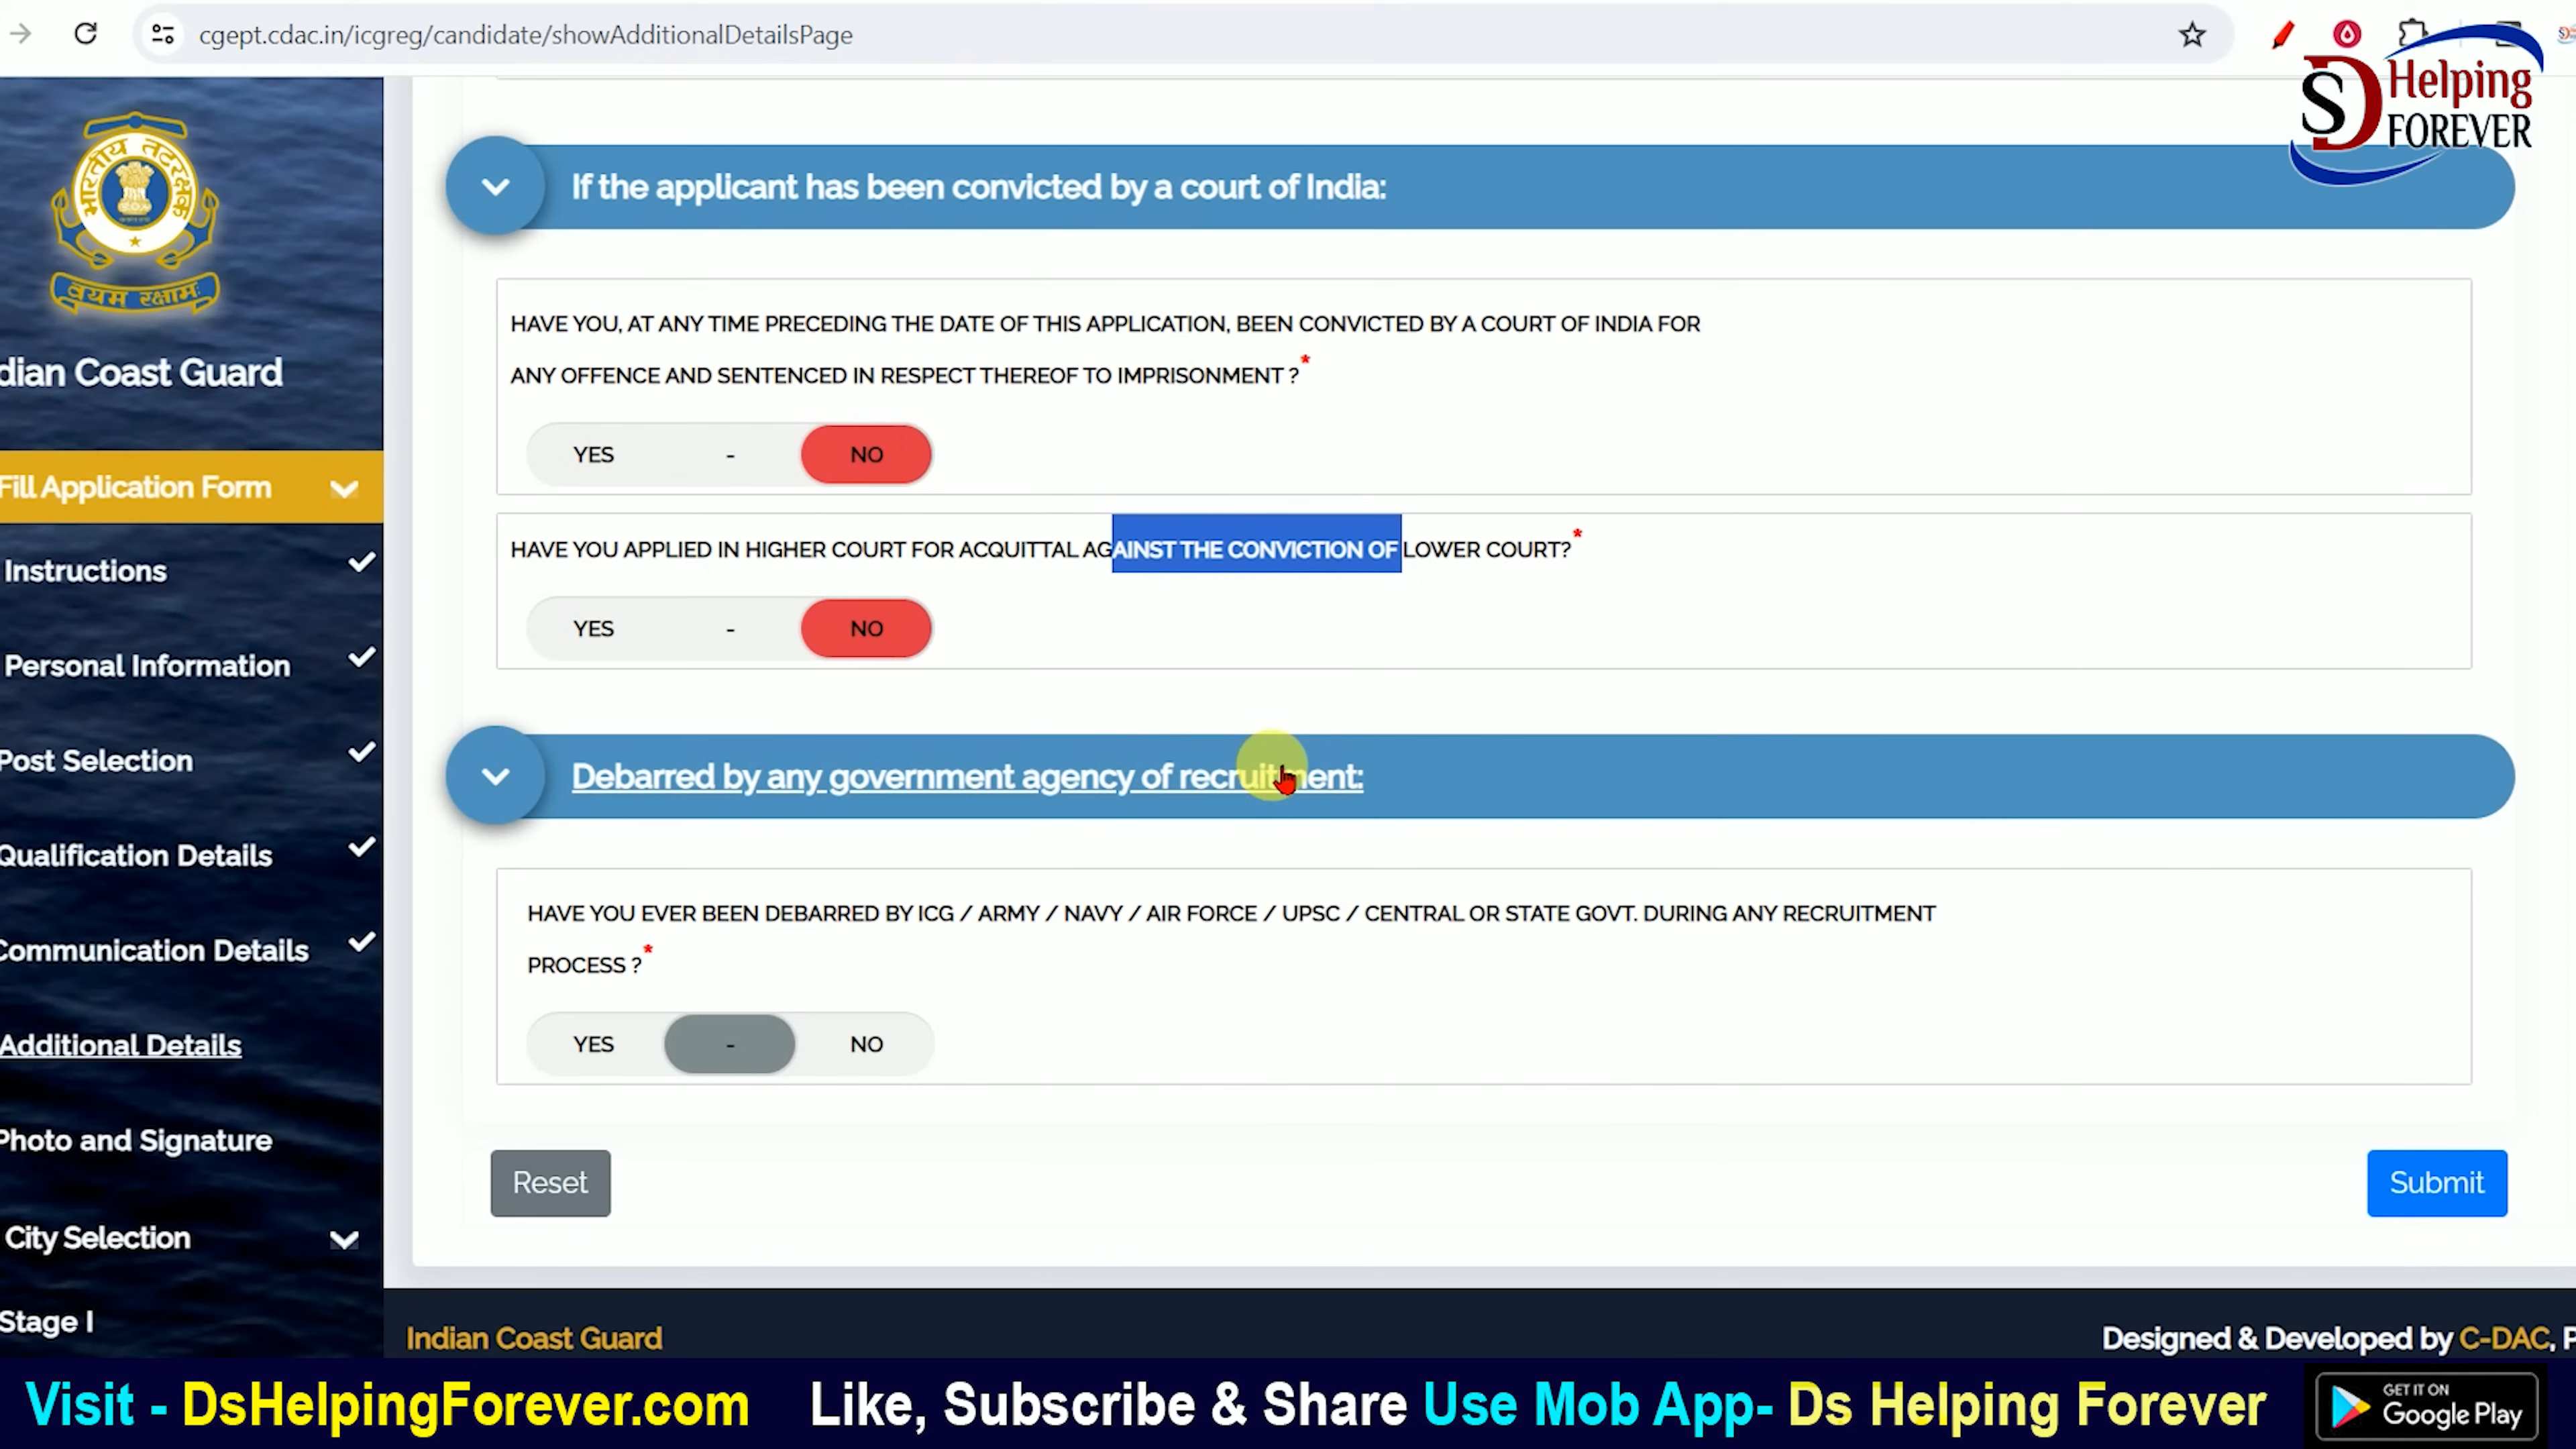 cgept.cdac.in/icgreg/candidate/showAdditionalDetailsPage
SD Helping
FOREVER
भारतीय तटरक्षक
वयम रक्षामः
dian Coast Guard
Fill Application Form
Instructions
Personal Information
Post Selection
Qualification Details
Communication Details
Additional Details
Photo and Signature
City Selection
Stage I
If the applicant has been convicted by a court of India:
HAVE YOU, AT ANY TIME PRECEDING THE DATE OF THIS APPLICATION, BEEN CONVICTED BY A COURT OF INDIA FOR
ANY OFFENCE AND SENTENCED IN RESPECT THEREOF TO IMPRISONMENT ?*
YES - NO
HAVE YOU APPLIED IN HIGHER COURT FOR ACQUITTAL AGAINST THE CONVICTION OF LOWER COURT?*
YES - NO
Debarred by any government agency of recruitment:
HAVE YOU EVER BEEN DEBARRED BY ICG / ARMY / NAVY / AIR FORCE / UPSC / CENTRAL OR STATE GOVT. DURING ANY RECRUITMENT
PROCESS ?*
YES - NO
Reset
Submit
Indian Coast Guard
Designed & Developed by C-DAC, P
Visit - DsHelpingForever.com Like, Subscribe & Share Use Mob App- Ds Helping Forever
GET IT ON
Google Play